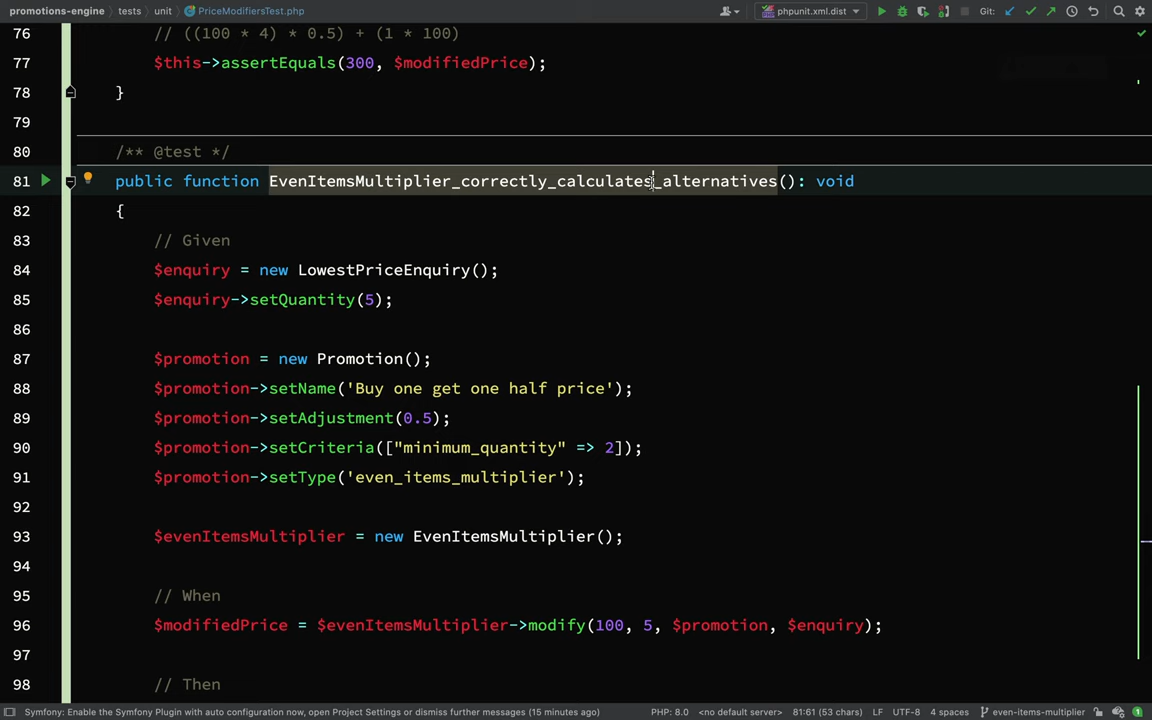 promotions-engine tests unit PriceModifiersTest.php phpunit.xml.dist Git:
76 // ((100 * 4) * 0.5) + (1 * 100)
77 $this->assertEquals(300, $modifiedPrice);
78 }
79
80 /** @test */
81 public function EvenItemsMultiplier_correctly_calculates_alternatives(): void
82 {
83 // Given
84 $enquiry = new LowestPriceEnquiry();
85 $enquiry->setQuantity(5);
86
87 $promotion = new Promotion();
88 $promotion->setName('Buy one get one half price');
89 $promotion->setAdjustment(0.5);
90 $promotion->setCriteria(["minimum_quantity" => 2]);
91 $promotion->setType('even_items_multiplier');
92
93 $evenItemsMultiplier = new EvenItemsMultiplier();
94
95 // When
96 $modifiedPrice = $evenItemsMultiplier->modify(100, 5, $promotion, $enquiry);
97
98 // Then
Symfony: Enable the Symfony Plugin with auto configuration now, open Project Settings or dismiss further messages (15 minutes ago) PHP: 8.0 <no default server> 81:61 (53 chars) LF UTF-8 4 spaces even-items-multiplier 1